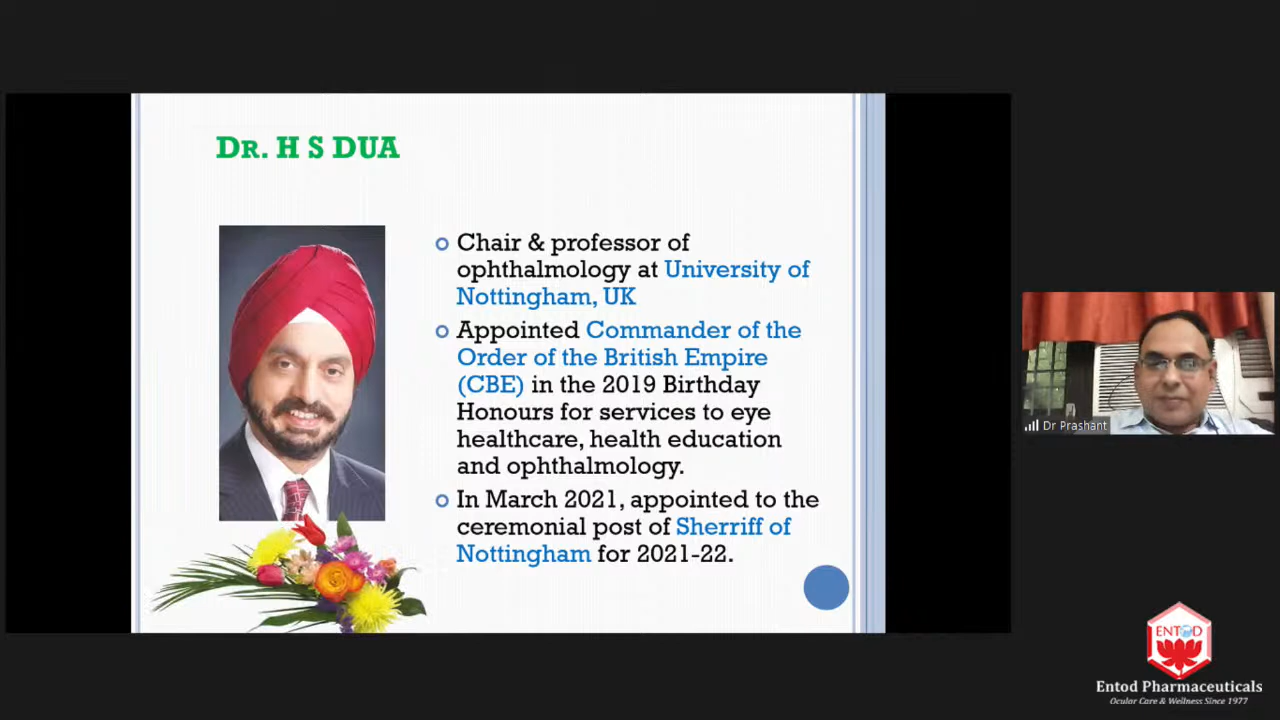 DR. H S DUA
Chair & professor of
ophthalmology at University of
Nottingham, UK
Appointed Commander of the
Order of the British Empire
(CBE) in the 2019 Birthday
Honours for services to eye
healthcare, health education
and ophthalmology.
In March 2021, appointed to the
ceremonial post of Sherriff of
Nottingham for 2021-22.
Dr Prashant
ENTOD
Entod Pharmaceuticals
Ocular Care & Wellness Since 1977